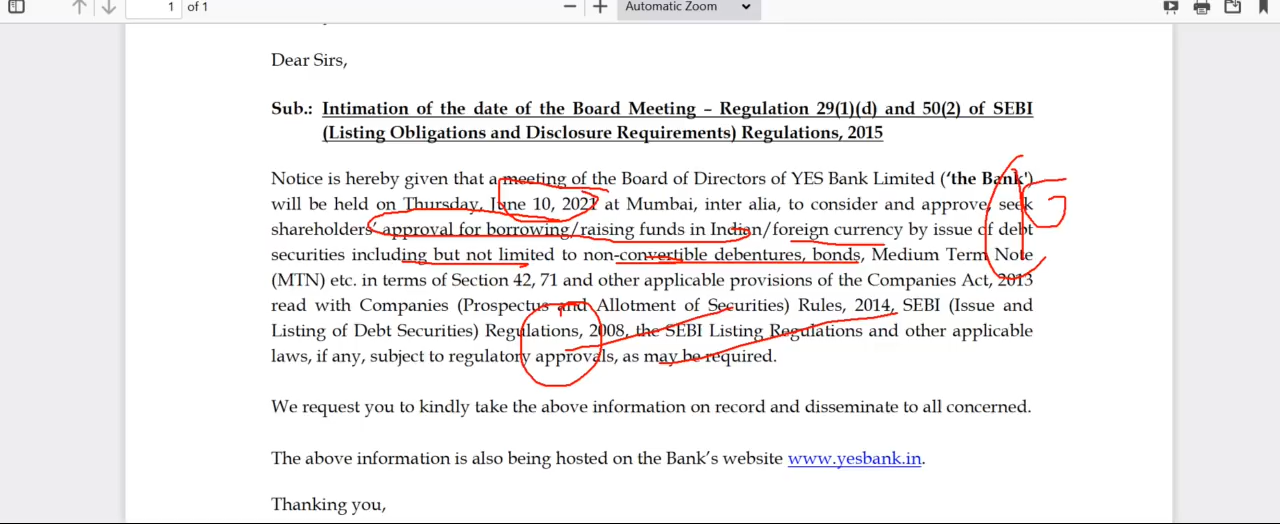 1 of 1
Automatic Zoom
Dear Sirs,
Sub.: Intimation of the date of the Board Meeting – Regulation 29(1)(d) and 50(2) of SEBI
(Listing Obligations and Disclosure Requirements) Regulations, 2015
Notice is hereby given that a meeting of the Board of Directors of YES Bank Limited (‘the Bank')
will be held on Thursday, June 10, 2021 at Mumbai, inter alia, to consider and approve, seek
shareholders’ approval for borrowing/raising funds in Indian/foreign currency by issue of debt
securities including but not limited to non-convertible debentures, bonds, Medium Term Note
(MTN) etc. in terms of Section 42, 71 and other applicable provisions of the Companies Act, 2013
read with Companies (Prospectus and Allotment of Securities) Rules, 2014, SEBI (Issue and
Listing of Debt Securities) Regulations, 2008, the SEBI Listing Regulations and other applicable
laws, if any, subject to regulatory approvals, as may be required.
We request you to kindly take the above information on record and disseminate to all concerned.
The above information is also being hosted on the Bank’s website www.yesbank.in.
Thanking you,